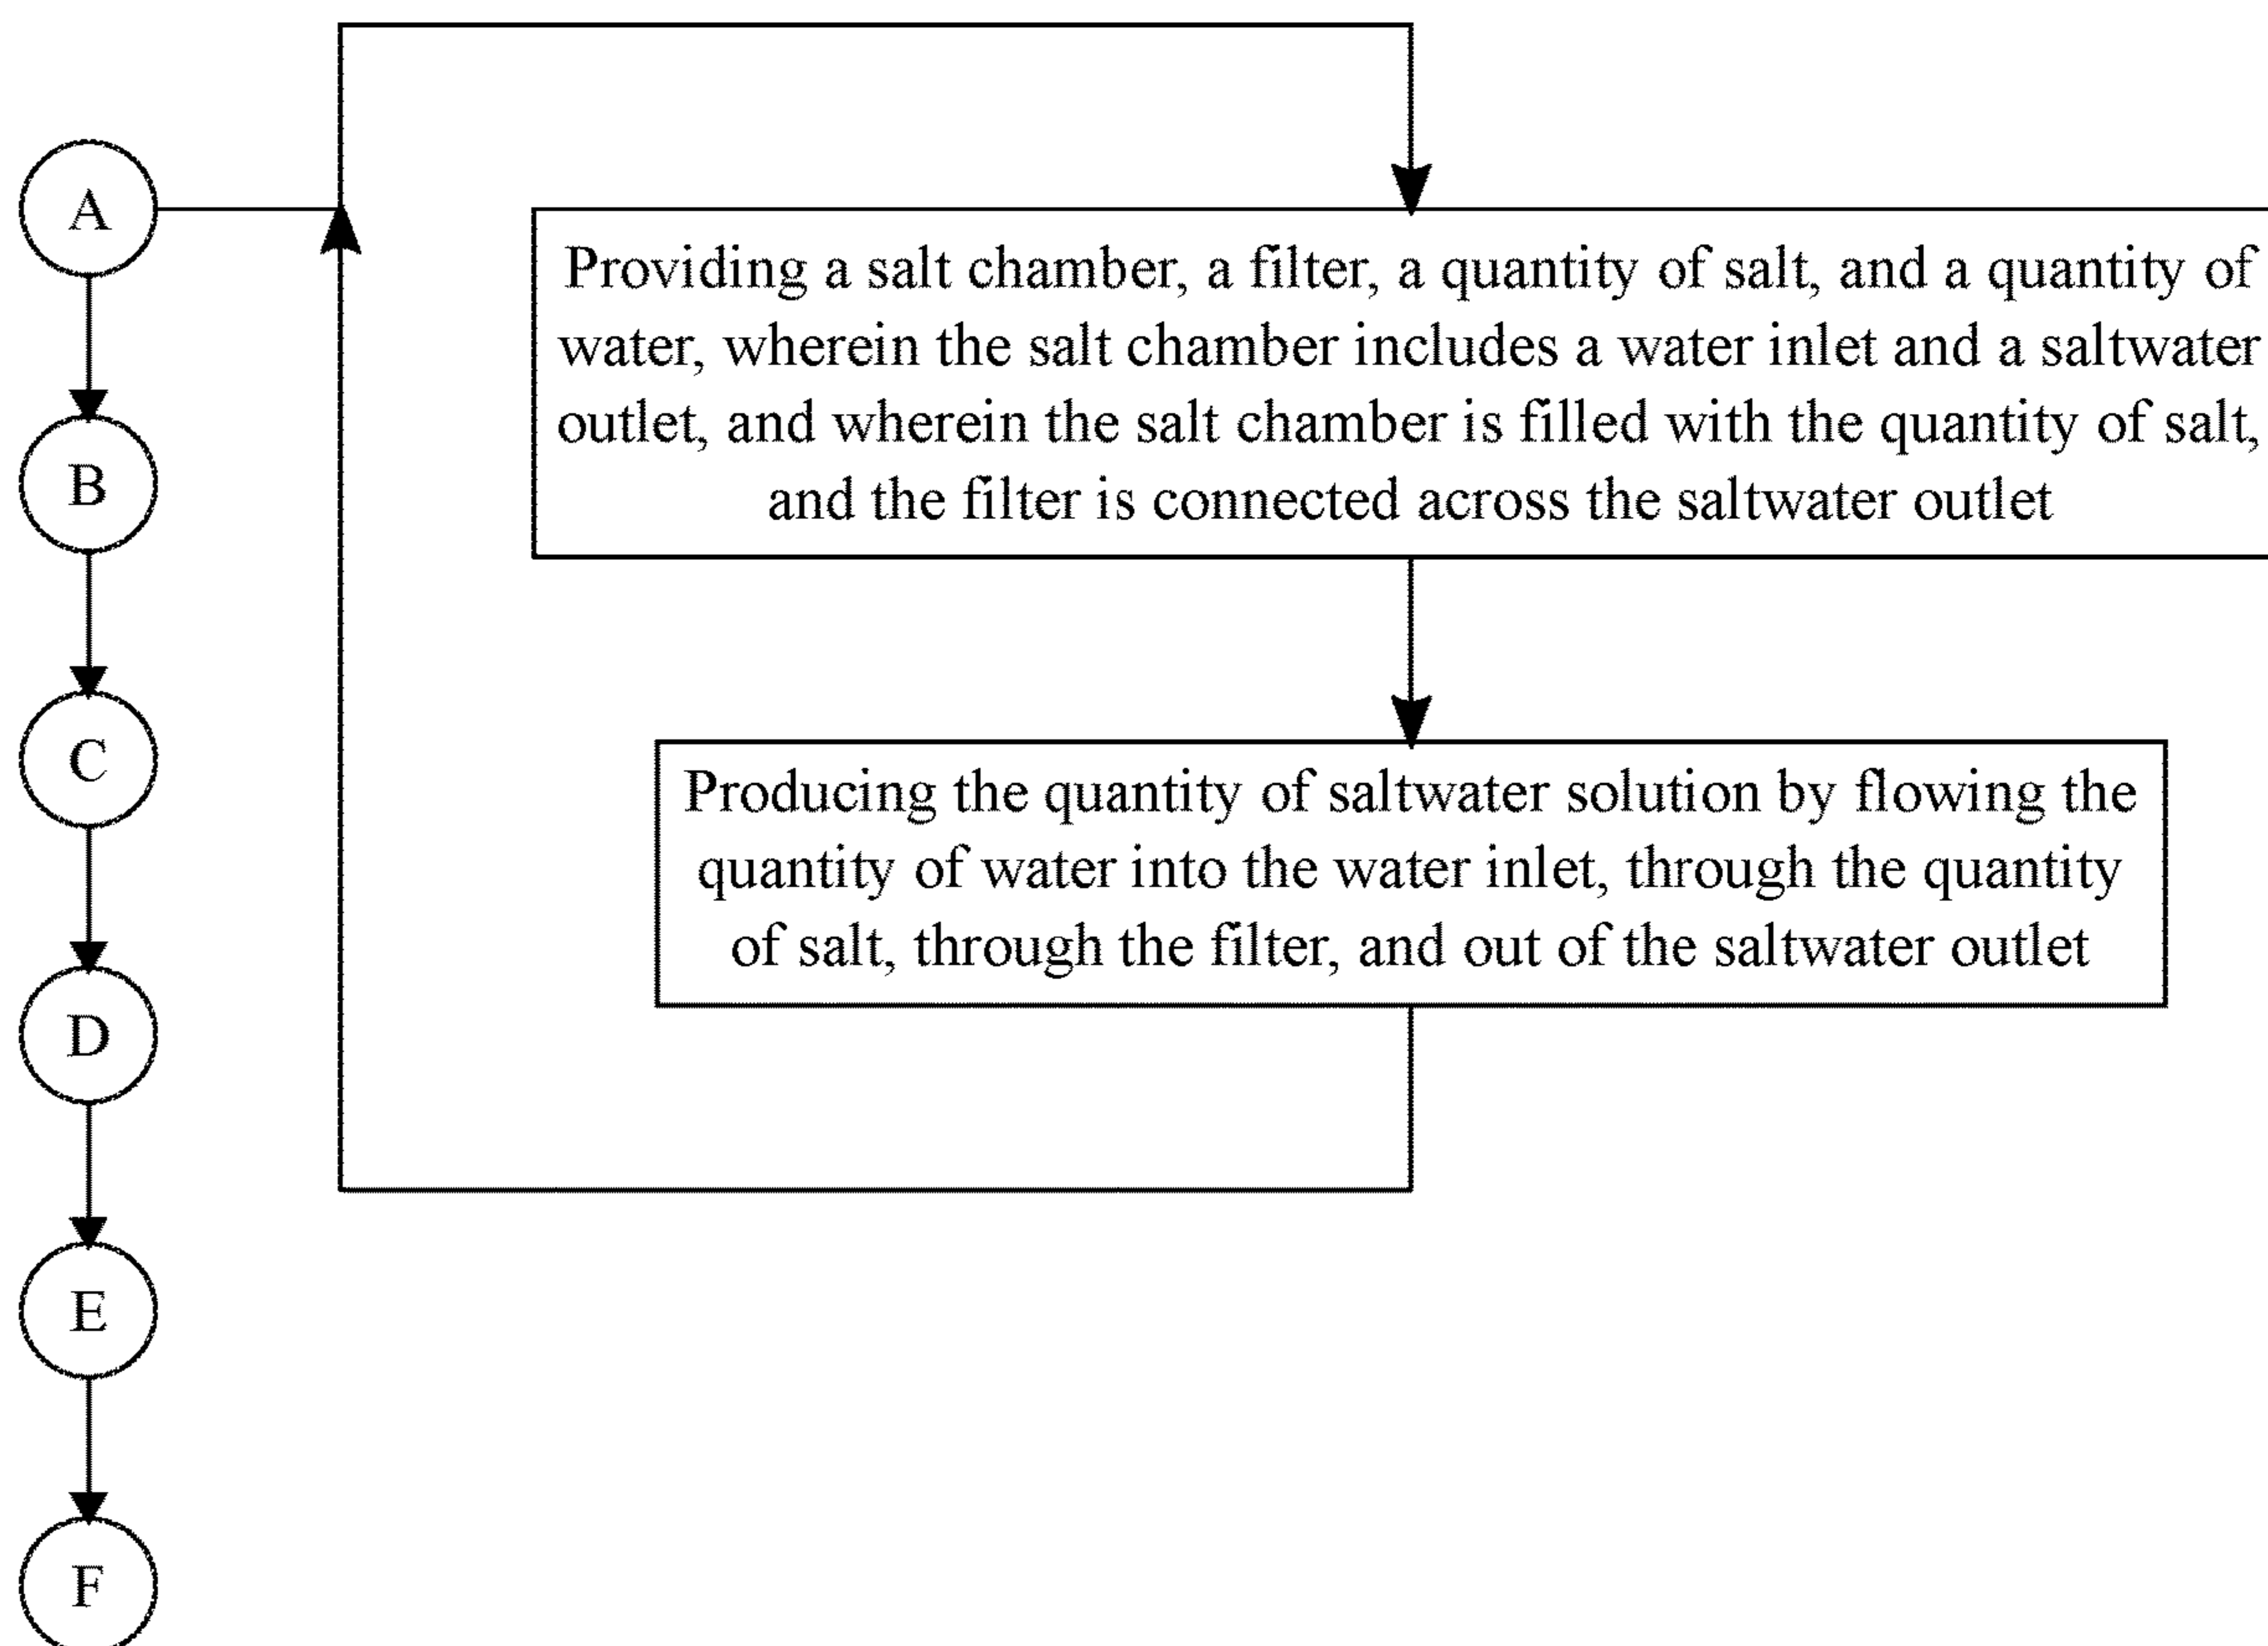 A
Providing a salt chamber, a filter, a quantity of salt, and a quantity of
water, wherein the salt chamber includes a water inlet and a saltwater
outlet, and wherein the salt chamber is filled with the quantity of salt,
and the filter is connected across the saltwater outlet
B
C
Producing the quantity of saltwater solution by flowing the
quantity of water into the water inlet, through the quantity
of salt, through the filter, and out of the saltwater outlet
D
E
F